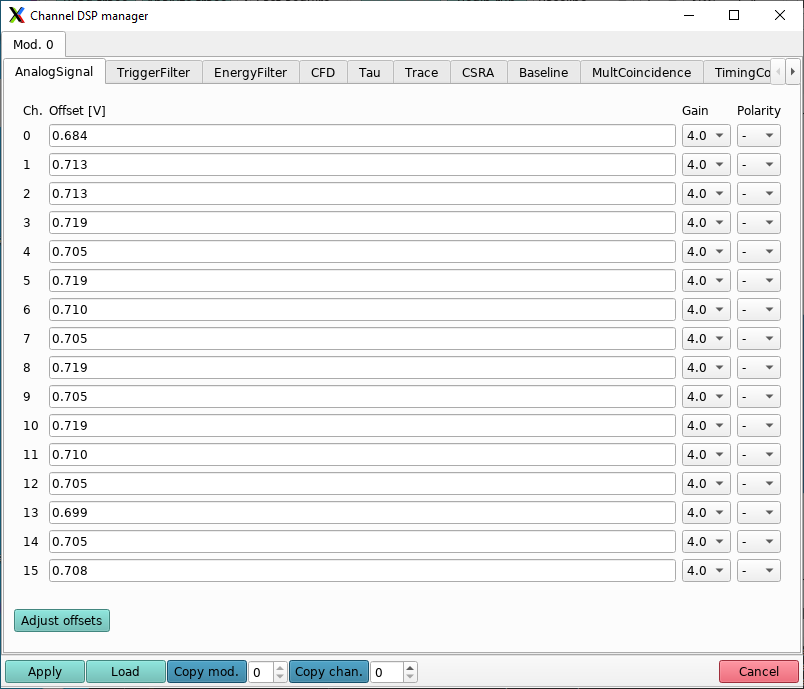 Channel DSP manager
Mod. 0
AnalogSignal TriggerFilter EnergyFilter CFD Tau Trace CSRA Baseline MultCoincidence TimingCo
Ch. Offset [V] Gain Polarity
0 0.684 4.0 -
1 0.713 4.0 -
2 0.713 4.0 -
3 0.719 4.0 -
4 0.705 4.0 -
5 0.719 4.0 -
6 0.710 4.0 -
7 0.705 4.0 -
8 0.719 4.0 -
9 0.705 4.0 -
10 0.719 4.0 -
11 0.710 4.0 -
12 0.705 4.0 -
13 0.699 4.0 -
14 0.705 4.0 -
15 0.708 4.0 -
Adjust offsets
Apply Load Copy mod. 0 Copy chan. 0 Cancel